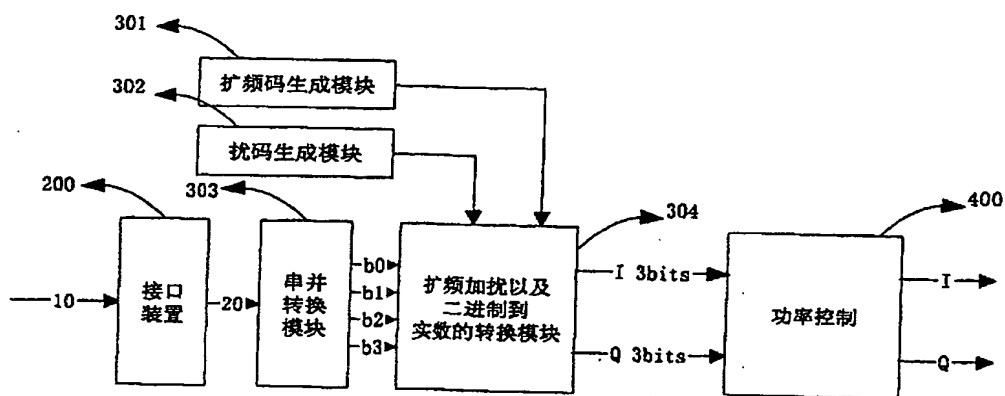 301
扩频码生成模块
302
扰码生成模块
200
303
304
400
10
接口
装置
20
串并
转换
模块
b0
b1
b2
b3
扩频加扰以及
二进制到
实数的转换模块
I 3bits
Q 3bits
功率控制
I
Q